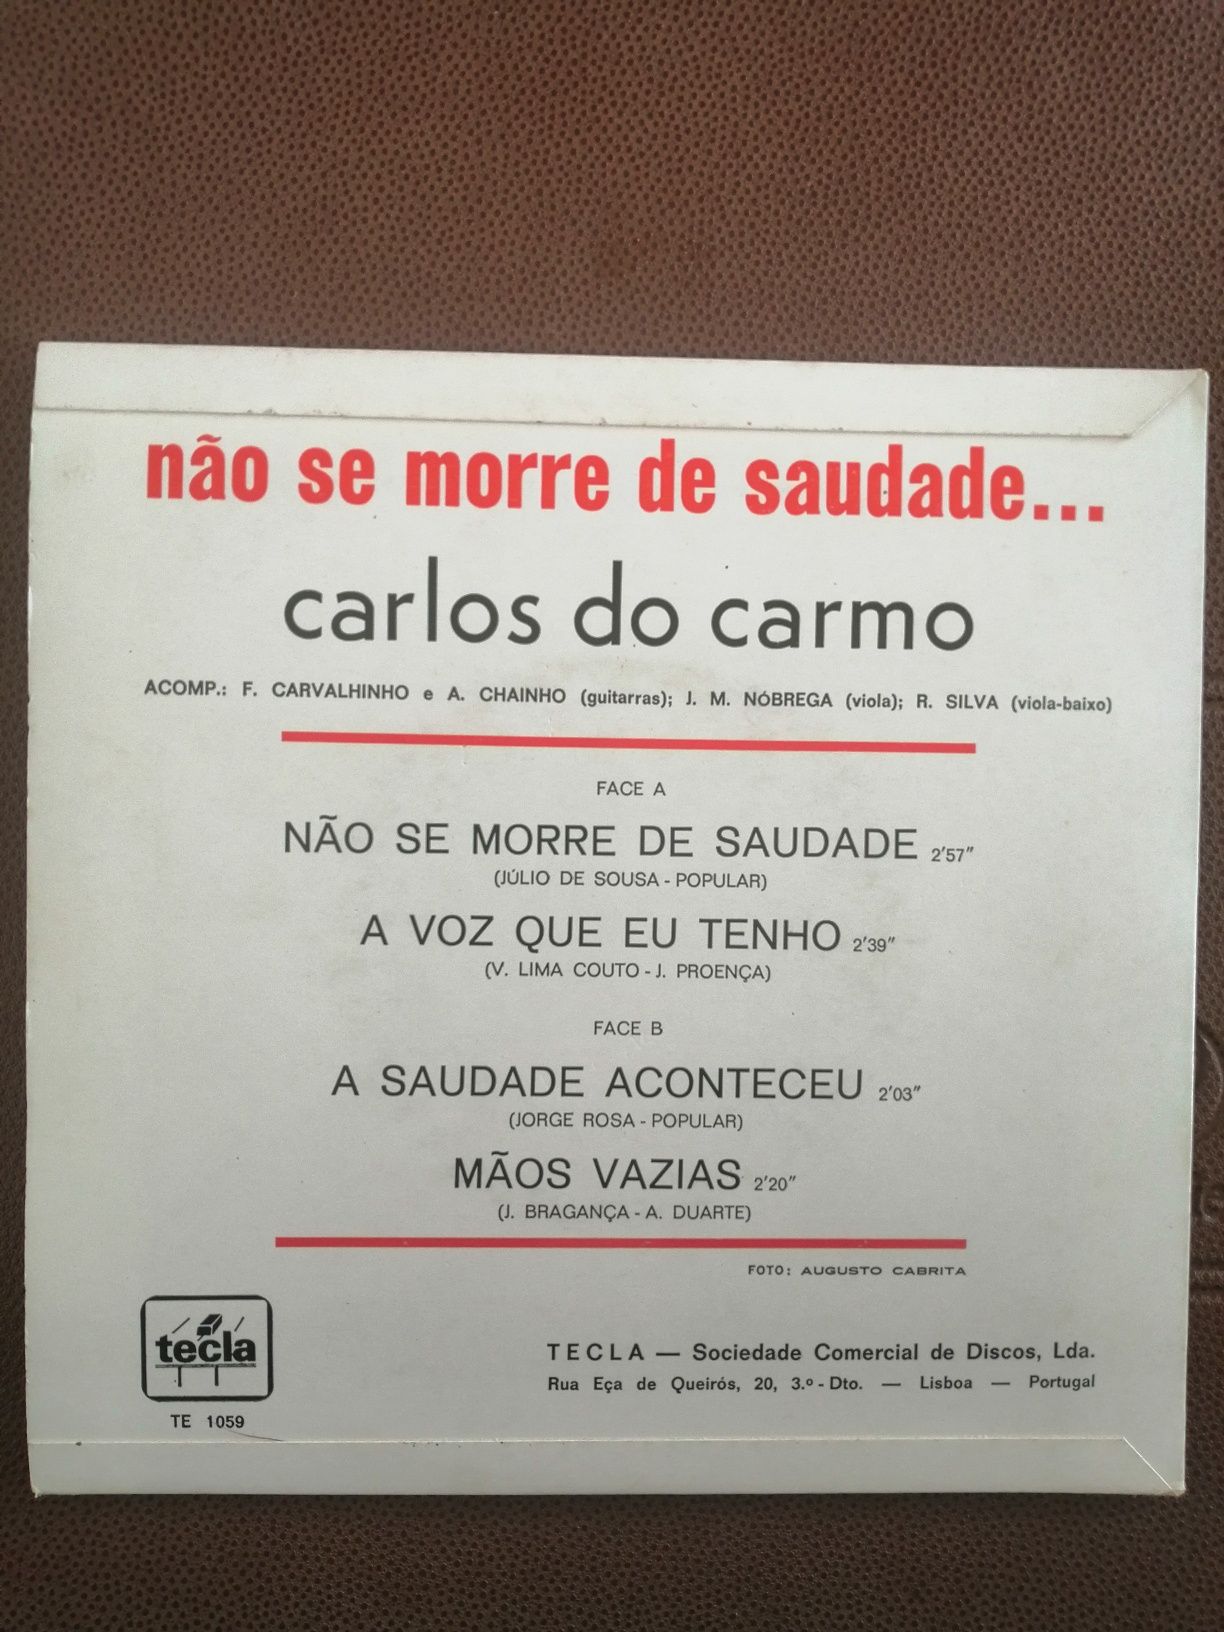 não se morre de saudade...
carlos do carmo
ACOMP.: F. CARVALHINHO e A. CHAINHO (guitarras); J. M. NÓBREGA (viola); R. SILVA (viola-baixo)
FACE A
NÃO SE MORRE DE SAUDADE 2'57"
(JÚLIO DE SOUSA - POPULAR)
A VOZ QUE EU TENHO 2'39"
(V. LIMA COUTO - J. PROENÇA)
FACE B
A SAUDADE ACONTECEU 2'03"
(JORGE ROSA - POPULAR)
MÃOS VAZIAS 2'20"
(J. BRAGANÇA - A. DUARTE)
FOTO: AUGUSTO CABRITA
tecla
TE 1059
TECLA — Sociedade Comercial de Discos, Lda.
Rua Eça de Queirós, 20, 3.º - Dto. — Lisboa — Portugal